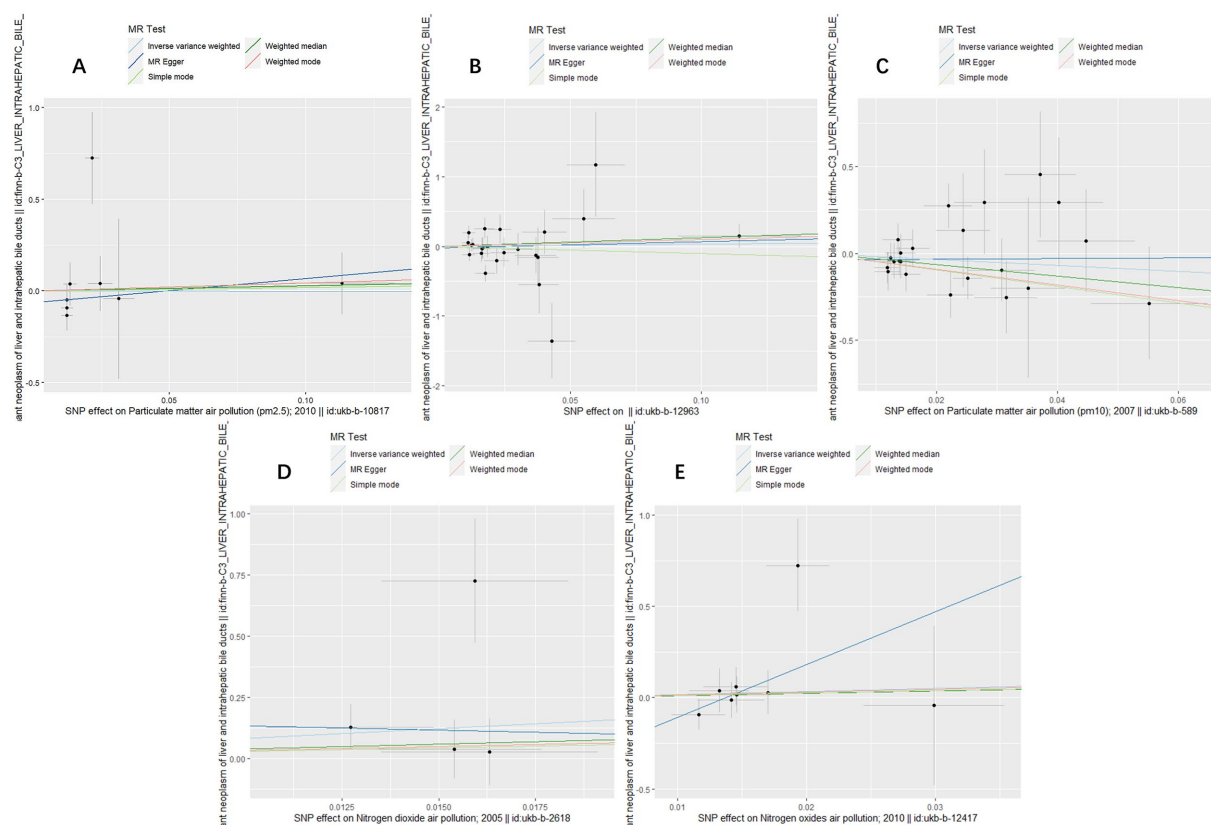 MR Test
Inverse variance weighted
Weighted median
MR Egger
Weighted mode
Simple mode
A
ant neoplasm of liver and intrahepatic bile ducts || id:finn-b-C3_LIVER_INTRAHEPATIC_BILE_
1.0
0.5
0.0
-0.5
0.05
0.10
SNP effect on Particulate matter air pollution (pm2.5); 2010 || id:ukb-b-10817
MR Test
Inverse variance weighted
Weighted median
MR Egger
Weighted mode
Simple mode
B
ant neoplasm of liver and intrahepatic bile ducts || id:finn-b-C3_LIVER_INTRAHEPATIC_BILE_
2
1
0
-1
-2
0.05
0.10
SNP effect on || id:ukb-b-12963
MR Test
Inverse variance weighted
Weighted median
MR Egger
Weighted mode
Simple mode
C
ant neoplasm of liver and intrahepatic bile ducts || id:finn-b-C3_LIVER_INTRAHEPATIC_BILE_
0.5
0.0
-0.5
0.02
0.04
0.06
SNP effect on Particulate matter air pollution (pm10); 2007 || id:ukb-b-589
MR Test
Inverse variance weighted
Weighted median
MR Egger
Weighted mode
Simple mode
D
ant neoplasm of liver and intrahepatic bile ducts || id:finn-b-C3_LIVER_INTRAHEPATIC_BILE_
1.00
0.75
0.50
0.25
0.00
0.0125
0.0150
0.0175
SNP effect on Nitrogen dioxide air pollution; 2005 || id:ukb-b-2618
MR Test
Inverse variance weighted
Weighted median
MR Egger
Weighted mode
Simple mode
E
ant neoplasm of liver and intrahepatic bile ducts || id:finn-b-C3_LIVER_INTRAHEPATIC_BILE_
1.0
0.5
0.0
-0.5
0.01
0.02
0.03
SNP effect on Nitrogen oxides air pollution; 2010 || id:ukb-b-12417